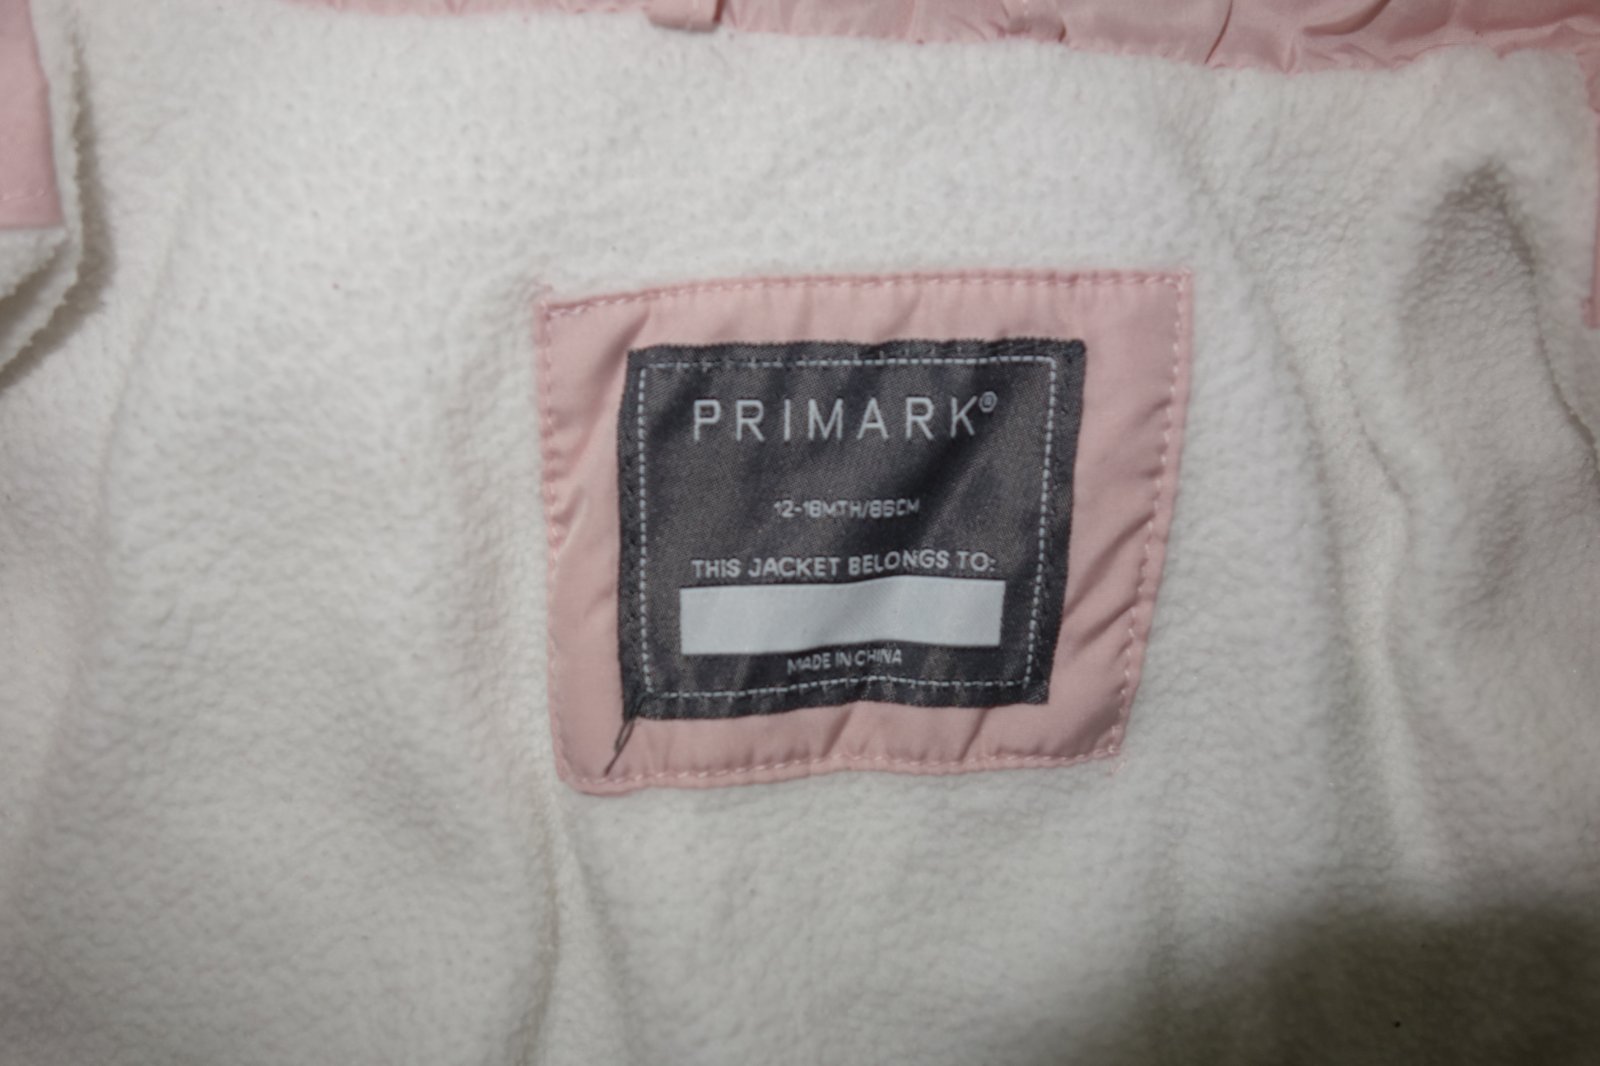 PRIMARK®
12-18MTH/86CM
THIS JACKET BELONGS TO:
MADE IN CHINA